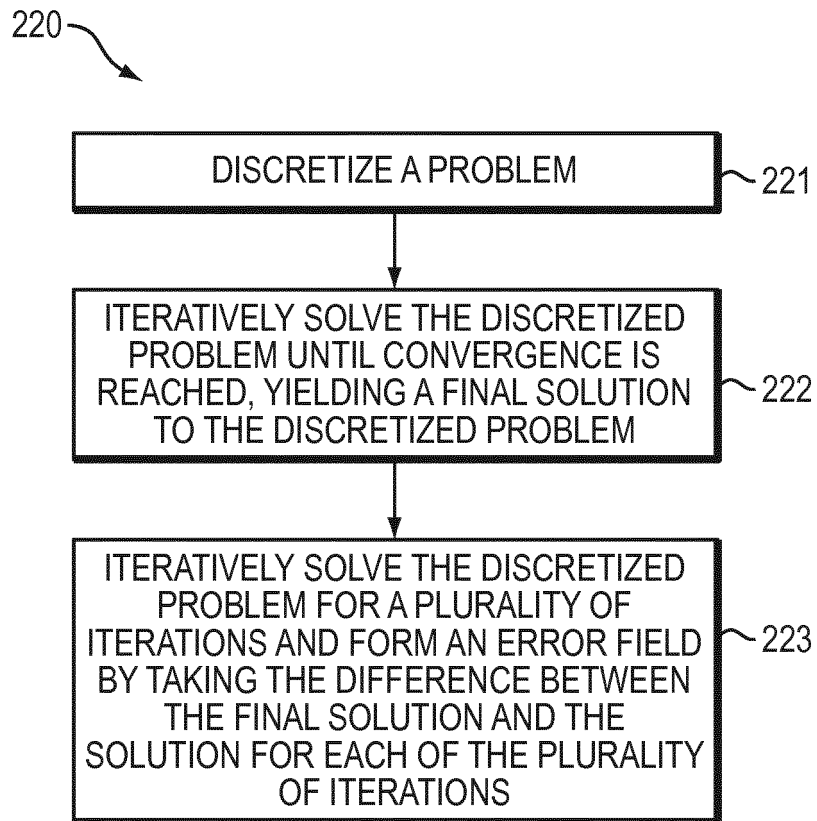 220
DISCRETIZE A PROBLEM
221
ITERATIVELY SOLVE THE DISCRETIZED
PROBLEM UNTIL CONVERGENCE IS
REACHED, YIELDING A FINAL SOLUTION
TO THE DISCRETIZED PROBLEM
222
ITERATIVELY SOLVE THE DISCRETIZED
PROBLEM FOR A PLURALITY OF
ITERATIONS AND FORM AN ERROR FIELD
BY TAKING THE DIFFERENCE BETWEEN
THE FINAL SOLUTION AND THE
SOLUTION FOR EACH OF THE PLURALITY
OF ITERATIONS
223